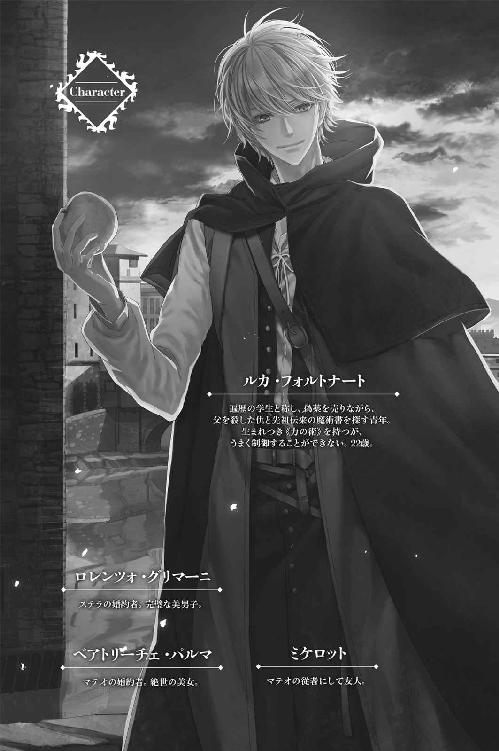 Character
ルカ・フォルトナート
遍歴の学生と称し、偽薬を売りながら、
父を殺した仇と先祖伝来の魔術書を探す青年。
生まれつき《力の術》を持つが、
うまく制御することができない。22歳。
ロレンツォ・グリマーニ
ステラの婚約者。完璧な美男子。
ベアトリーチェ・パルマ
マテオの婚約者。絶世の美女。
ミケロット
マテオの従者にして友人。